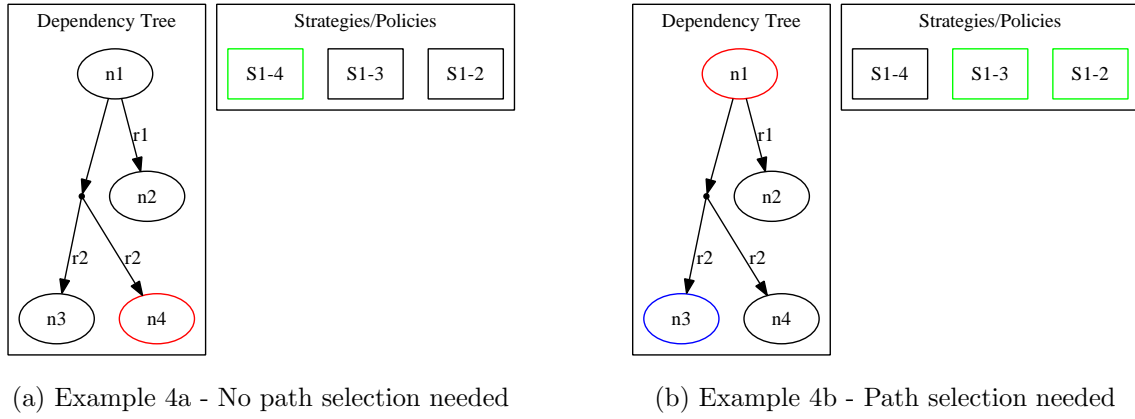 Dependency Tree
Strategies/Policies
n1
S1-4
S1-3
S1-2
r1
n2
r2
r2
n3
n4
(a) Example 4a - No path selection needed
Dependency Tree
Strategies/Policies
n1
S1-4
S1-3
S1-2
r1
n2
r2
r2
n3
n4
(b) Example 4b - Path selection needed